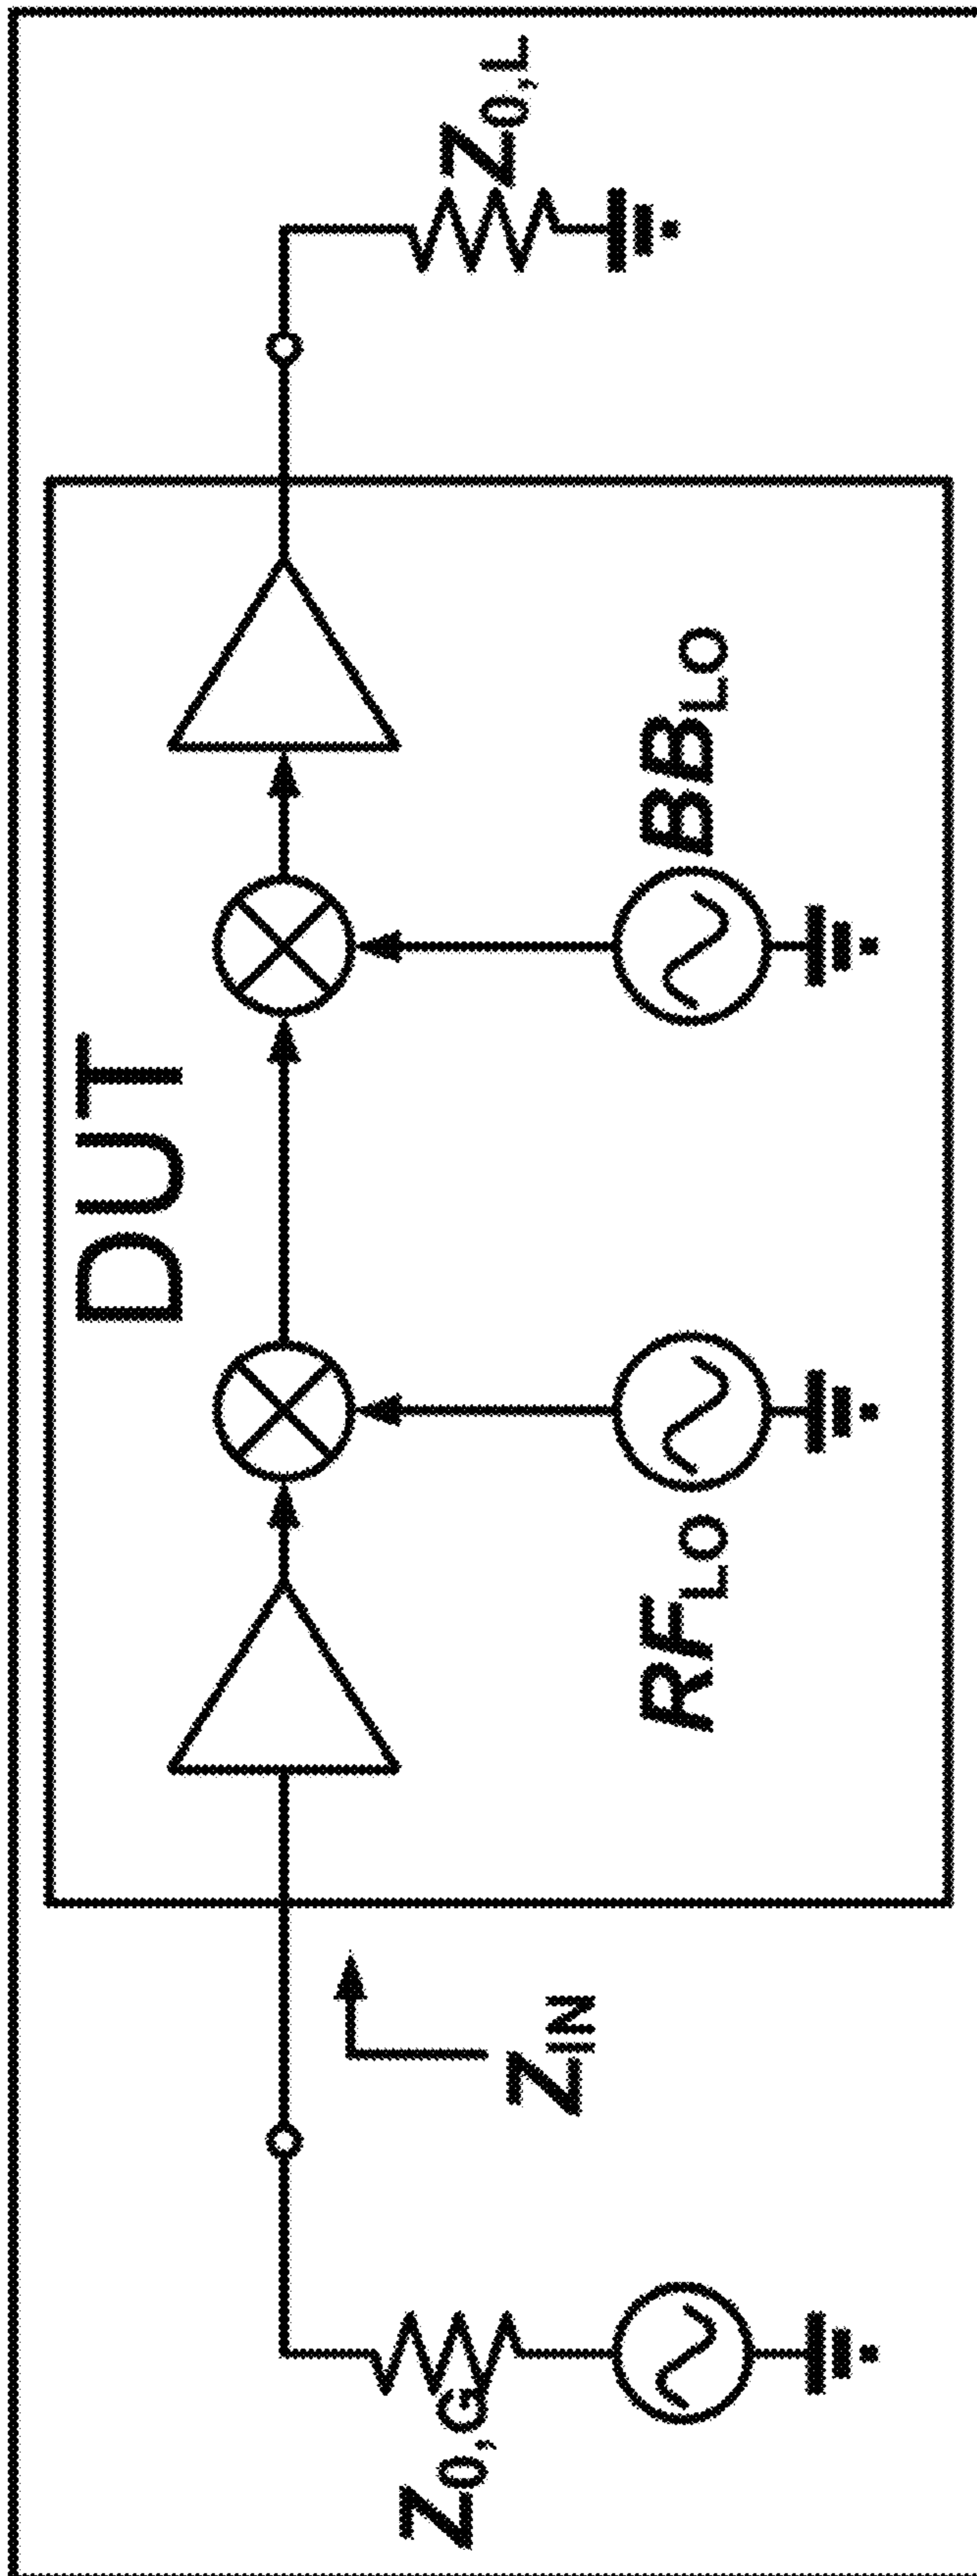 DUT
Z0,G
ZIN
RFLO
BBLO
Z0,L